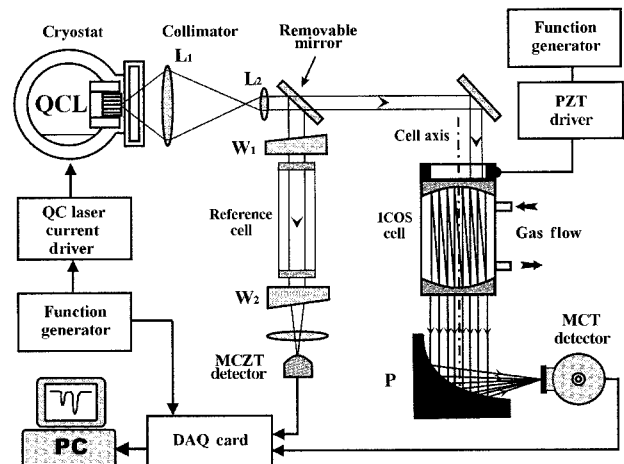 Cryostat
Collimator
Removable
mirror
Function
generator
L1
L2
QCL
PZT
driver
Cell axis
W1
QC laser
current
driver
Reference
cell
ICOS
cell
Gas flow
Function
generator
W2
MCZT
detector
MCT
detector
P
PC
DAQ card